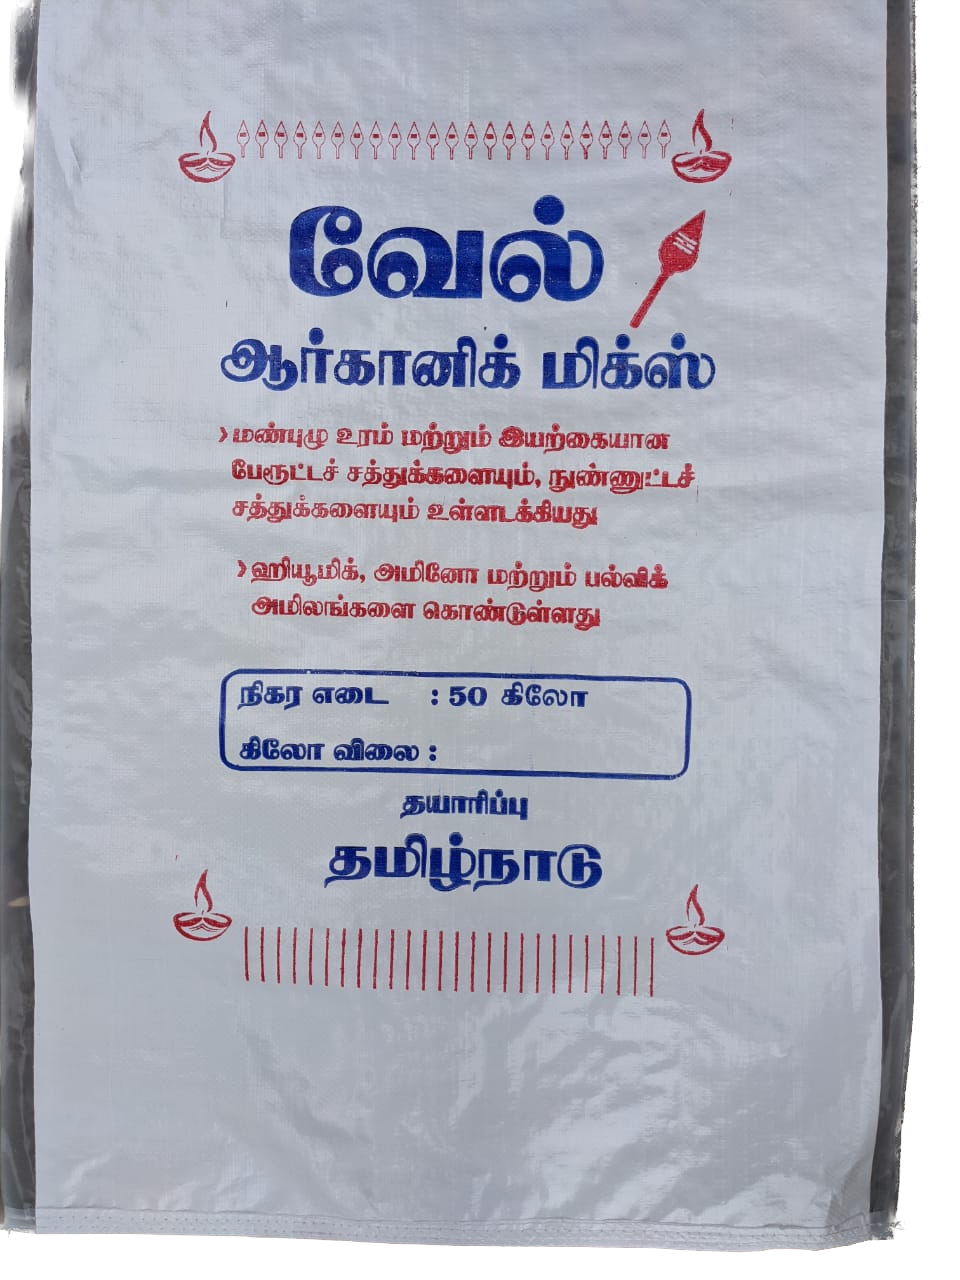 வேல்
ஆர்கானிக் மிக்ஸ்
மண்புழு உரம் மற்றும் இயற்கையான
பேரூட்டச் சத்துக்களையும், நுண்ணூட்டச்
சத்துக்களையும் உள்ளடக்கியது
ஹியூமிக், அமினோ மற்றும் பல்விக்
அமிலங்களை கொண்டுள்ளது
நிகர எடை : 50 கிலோ
கிலோ விலை :
தயாரிப்பு
தமிழ்நாடு